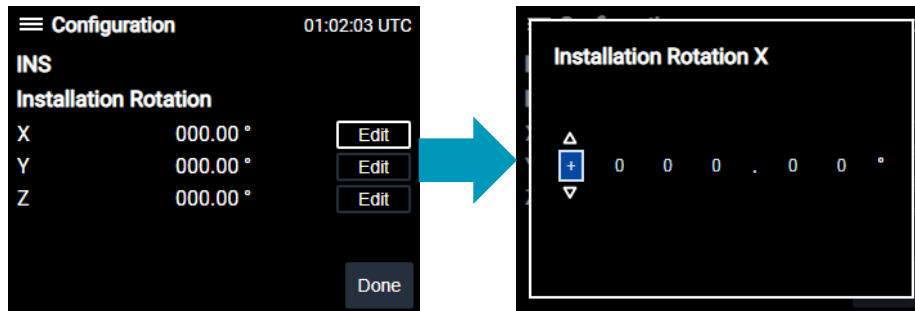 Configuration 01:02:03 UTC
INS
Installation Rotation
X 000.00 ° Edit
Y 000.00 ° Edit
Z 000.00 ° Edit
Done
Installation Rotation X
+ 0 0 0 . 0 0 °